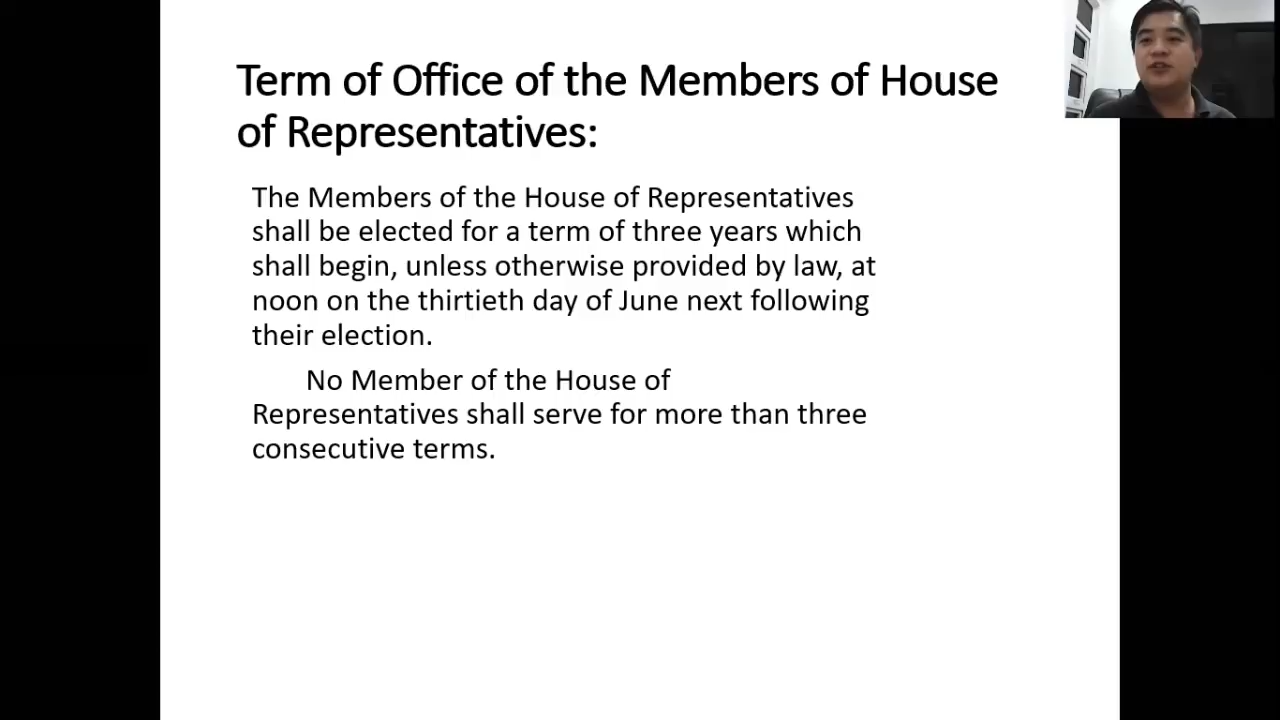 Term of Office of the Members of House
of Representatives:
The Members of the House of Representatives
shall be elected for a term of three years which
shall begin, unless otherwise provided by law, at
noon on the thirtieth day of June next following
their election.
No Member of the House of
Representatives shall serve for more than three
consecutive terms.